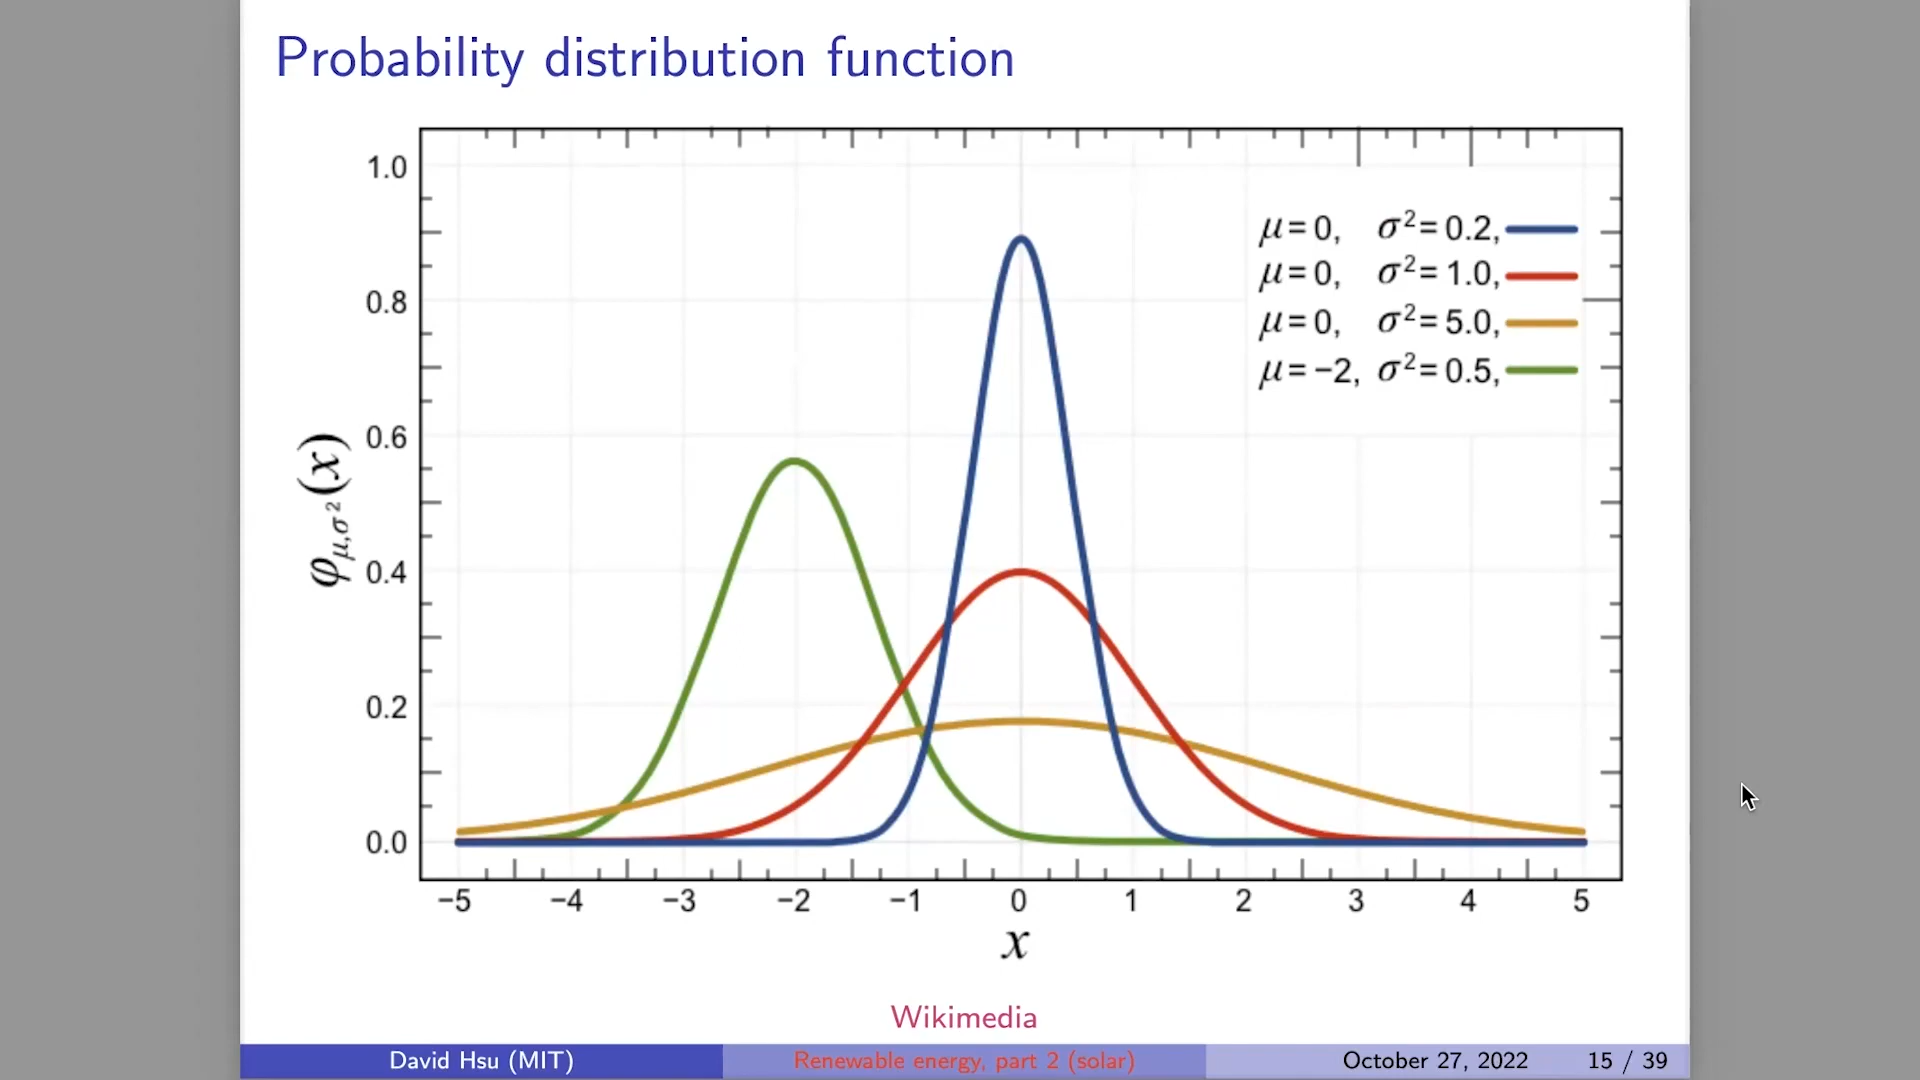 Probability distribution function
1.0
0.8
0.6
0.4
0.2
0.0
φμ,σ²(x)
μ=0, σ²=0.2,
μ=0, σ²=1.0,
μ=0, σ²=5.0,
μ=−2, σ²=0.5,
−5 −4 −3 −2 −1 0 1 2 3 4 5
x
Wikimedia
David Hsu (MIT) Renewable energy, part 2 (solar) October 27, 2022 15 / 39